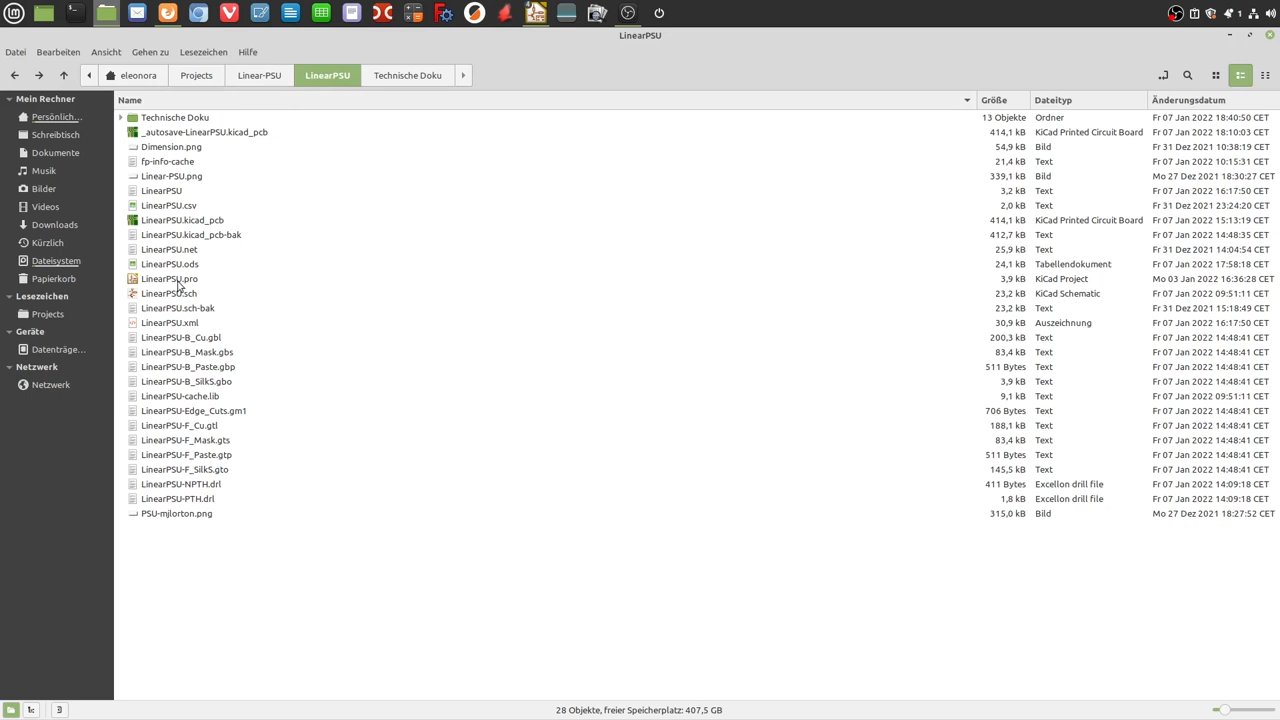 1
LinearPSU
Datei Bearbeiten Ansicht Gehen zu Lesezeichen Hilfe
eleonora Projects Linear-PSU LinearPSU Technische Doku
Mein Rechner
Persönlich...
Schreibtisch
Dokumente
Musik
Bilder
Videos
Downloads
Kürzlich
Dateisystem
Papierkorb
Lesezeichen
Projects
Geräte
Datenträge...
Netzwerk
Netzwerk
Name Größe Dateityp Änderungsdatum
Technische Doku 13 Objekte Ordner Fr 07 Jan 2022 18:40:50 CET
_autosave-LinearPSU.kicad_pcb 414,1 kB KiCad Printed Circuit Board Fr 07 Jan 2022 18:10:03 CET
Dimension.png 54,9 kB Bild Fr 31 Dez 2021 10:38:19 CET
fp-info-cache 21,4 kB Text Fr 07 Jan 2022 10:15:31 CET
Linear-PSU.png 339,1 kB Bild Mo 27 Dez 2021 18:30:27 CET
LinearPSU 3,2 kB Text Fr 07 Jan 2022 16:17:50 CET
LinearPSU.csv 2,0 kB Text Fr 31 Dez 2021 23:24:20 CET
LinearPSU.kicad_pcb 414,1 kB KiCad Printed Circuit Board Fr 07 Jan 2022 15:13:19 CET
LinearPSU.kicad_pcb-bak 412,7 kB Text Fr 07 Jan 2022 14:48:35 CET
LinearPSU.net 25,9 kB Text Fr 31 Dez 2021 14:04:54 CET
LinearPSU.ods 24,1 kB Tabellendokument Fr 07 Jan 2022 17:58:18 CET
LinearPSU.pro 3,9 kB KiCad Project Mo 03 Jan 2022 16:36:28 CET
LinearPSU.sch 23,2 kB KiCad Schematic Fr 07 Jan 2022 09:51:11 CET
LinearPSU.sch-bak 23,2 kB Text Fr 31 Dez 2021 15:18:49 CET
LinearPSU.xml 30,9 kB Auszeichnung Fr 07 Jan 2022 16:17:50 CET
LinearPSU-B_Cu.gbl 200,3 kB Text Fr 07 Jan 2022 14:48:41 CET
LinearPSU-B_Mask.gbs 83,4 kB Text Fr 07 Jan 2022 14:48:41 CET
LinearPSU-B_Paste.gbp 511 Bytes Text Fr 07 Jan 2022 14:48:41 CET
LinearPSU-B_SilkS.gbo 3,9 kB Text Fr 07 Jan 2022 14:48:41 CET
LinearPSU-cache.lib 9,1 kB Text Fr 07 Jan 2022 09:51:11 CET
LinearPSU-Edge_Cuts.gm1 706 Bytes Text Fr 07 Jan 2022 14:48:41 CET
LinearPSU-F_Cu.gtl 188,1 kB Text Fr 07 Jan 2022 14:48:41 CET
LinearPSU-F_Mask.gts 83,4 kB Text Fr 07 Jan 2022 14:48:41 CET
LinearPSU-F_Paste.gtp 511 Bytes Text Fr 07 Jan 2022 14:48:41 CET
LinearPSU-F_SilkS.gto 145,5 kB Text Fr 07 Jan 2022 14:48:41 CET
LinearPSU-NPTH.drl 411 Bytes Excellon drill file Fr 07 Jan 2022 14:09:18 CET
LinearPSU-PTH.drl 1,8 kB Excellon drill file Fr 07 Jan 2022 14:09:18 CET
PSU-mjlorton.png 315,0 kB Bild Mo 27 Dez 2021 18:27:52 CET
28 Objekte, freier Speicherplatz: 407,5 GB